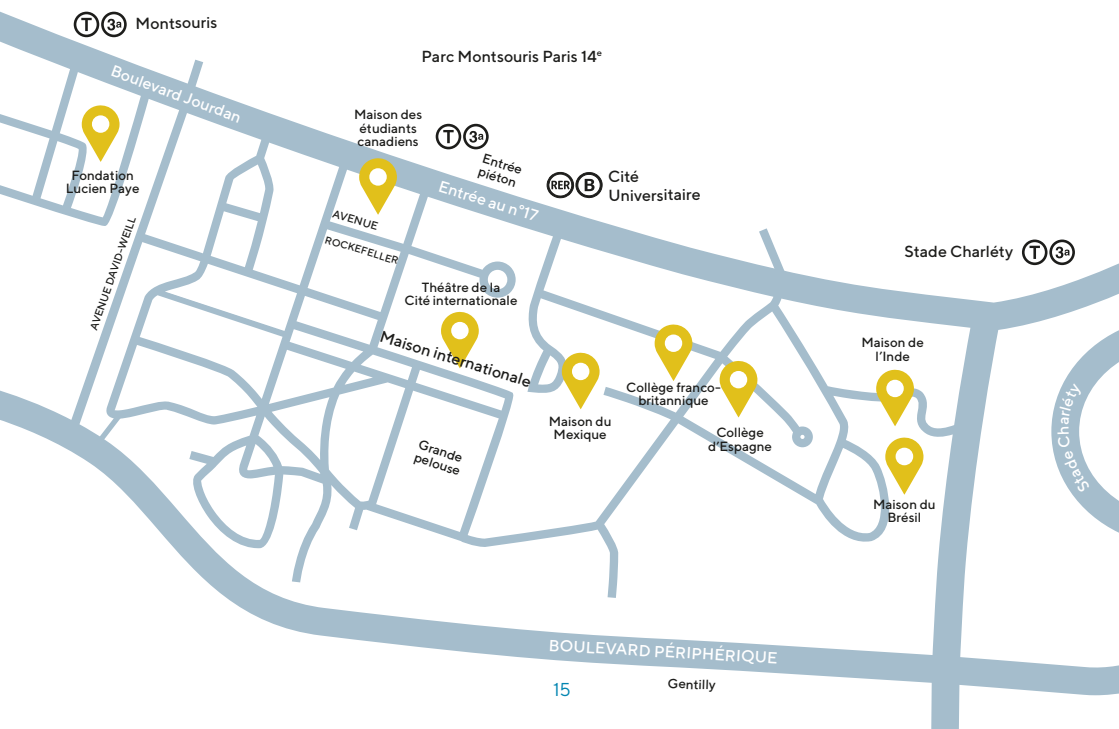 T 3a Montsouris
Parc Montsouris Paris 14e
Boulevard Jourdan
Maison des
étudiants
canadiens
T 3a
Entrée
piéton
RER B Cité
Universitaire
Fondation
Lucien Paye
Entrée au n°17
AVENUE
ROCKEFELLER
AVENUE DAVID-WEILL
Stade Charléty T 3a
Théâtre de la
Cité internationale
Maison internationale
Maison de
l'Inde
Collège franco-
britannique
Maison du
Mexique
Collège
d'Espagne
Stade Charléty
Grande
pelouse
Maison du
Brésil
BOULEVARD PÉRIPHÉRIQUE
Gentilly
15